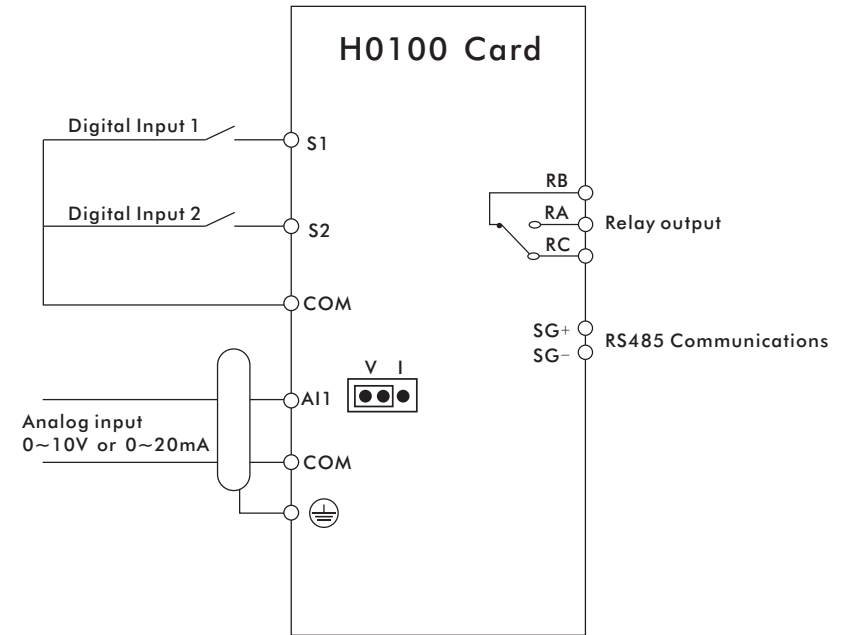 H0100 Card
Digital Input 1
S1
Digital Input 2
S2
COM
RB
RA
Relay output
RC
SG+
RS485 Communications
SG−
V I
AI1
Analog input
0~10V or 0~20mA
COM